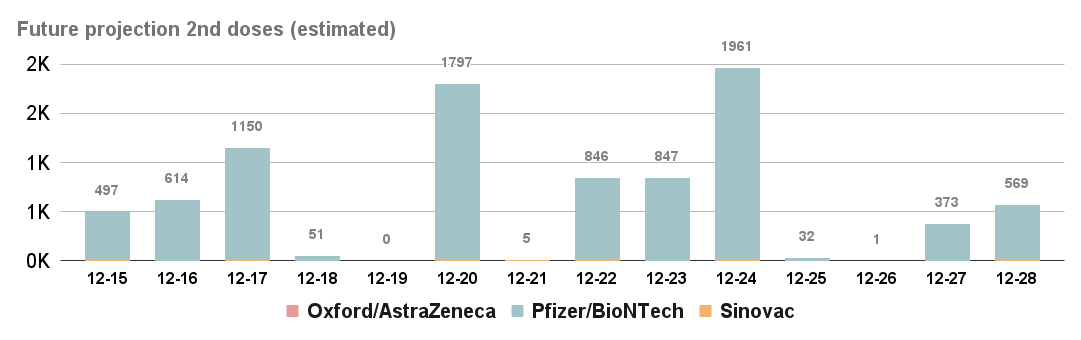 Future projection 2nd doses (estimated)
2K
2K
1K
1K
0K
497
614
1150
51
0
1797
5
846
847
1961
32
1
373
569
12-15 12-16 12-17 12-18 12-19 12-20 12-21 12-22 12-23 12-24 12-25 12-26 12-27 12-28
Oxford/AstraZeneca Pfizer/BioNTech Sinovac